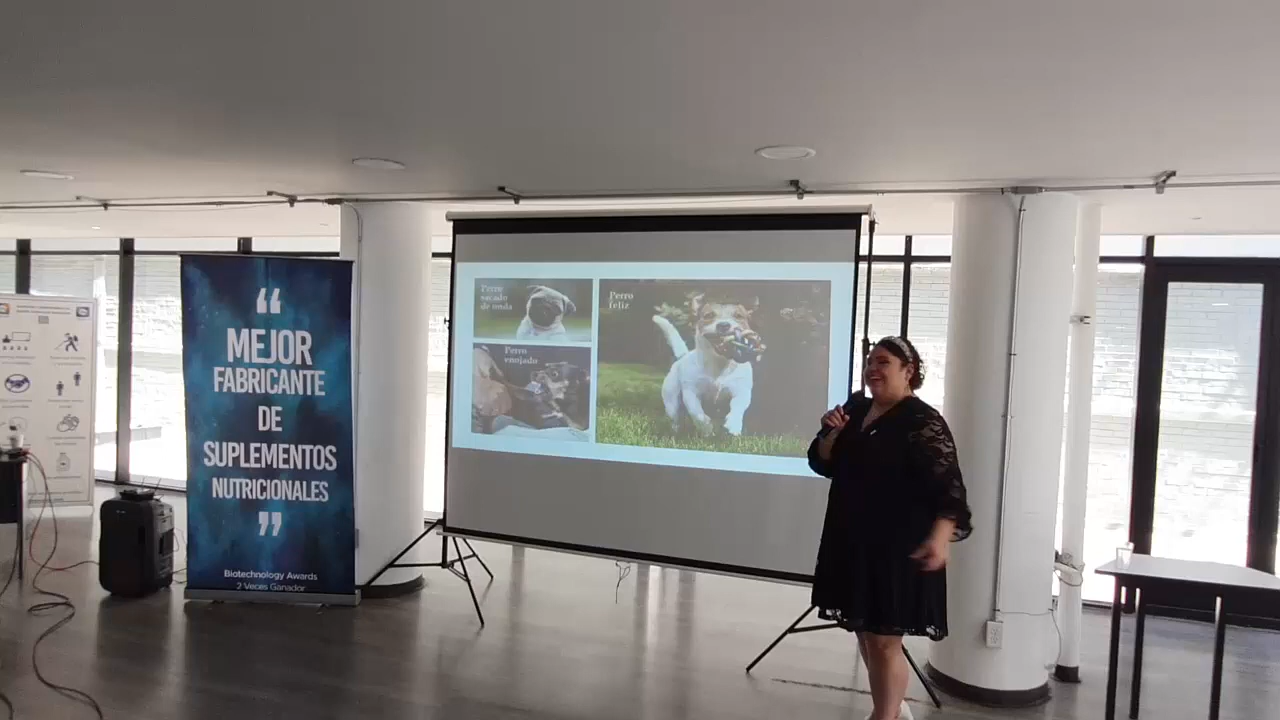 “
MEJOR
FABRICANTE
DE
SUPLEMENTOS
NUTRICIONALES
”
Biotechnology Awards
2 Veces Ganador
Perro
sacado
de onda
Perro
enojado
Perro
feliz